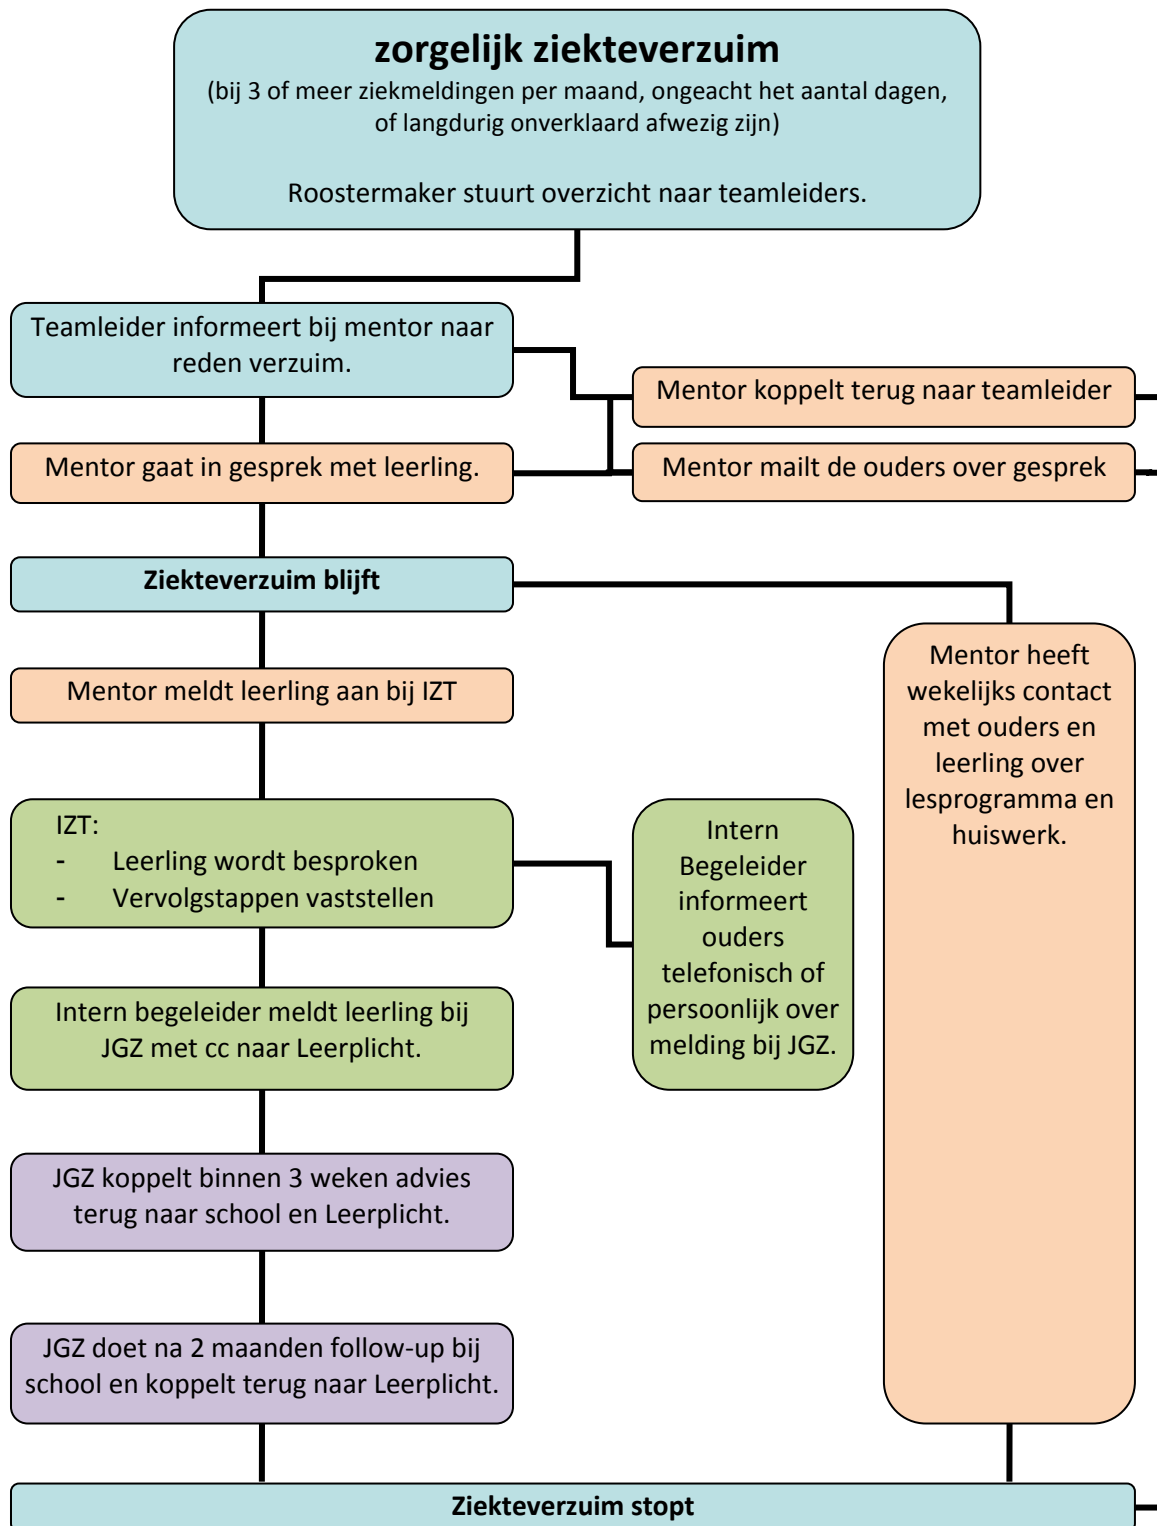 zorgelijk ziekteverzuim
(bij 3 of meer ziekmeldingen per maand, ongeacht het aantal dagen,
of langdurig onverklaard afwezig zijn)
Roostermaker stuurt overzicht naar teamleiders.
Teamleider informeert bij mentor naar
reden verzuim.
Mentor koppelt terug naar teamleider
Mentor gaat in gesprek met leerling.
Mentor mailt de ouders over gesprek
Ziekteverzuim blijft
Mentor meldt leerling aan bij IZT
Mentor heeft
wekelijks contact
met ouders en
leerling over
lesprogramma en
huiswerk.
IZT:
- Leerling wordt besproken
- Vervolgstappen vaststellen
Intern
Begeleider
informeert
ouders
telefonisch of
persoonlijk over
melding bij JGZ.
Intern begeleider meldt leerling bij
JGZ met cc naar Leerplicht.
JGZ koppelt binnen 3 weken advies
terug naar school en Leerplicht.
JGZ doet na 2 maanden follow-up bij
school en koppelt terug naar Leerplicht.
Ziekteverzuim stopt